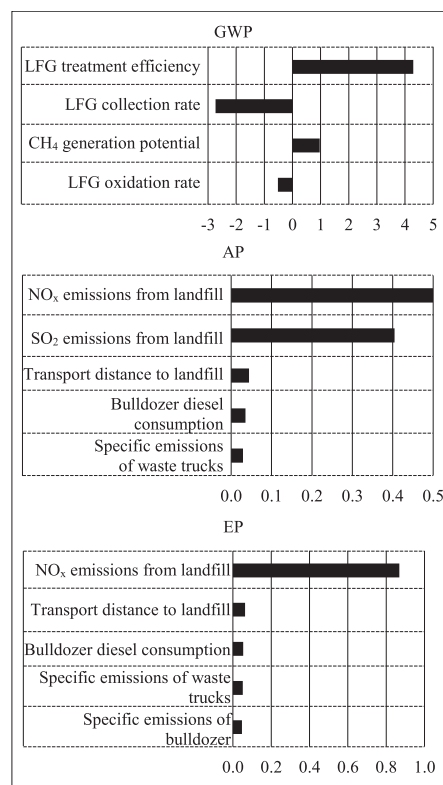 GWP
LFG treatment efficiency
LFG collection rate
CH₄ generation potential
LFG oxidation rate
-3 -2 -1 0 1 2 3 4 5
AP
NOₓ emissions from landfill
SO₂ emissions from landfill
Transport distance to landfill
Bulldozer diesel
consumption
Specific emissions
of waste trucks
0.0 0.1 0.2 0.3 0.4 0.5
EP
NOₓ emissions from landfill
Transport distance to landfill
Bulldozer diesel consumption
Specific emissions of waste
trucks
Specific emissions of
bulldozer
0.0 0.2 0.4 0.6 0.8 1.0